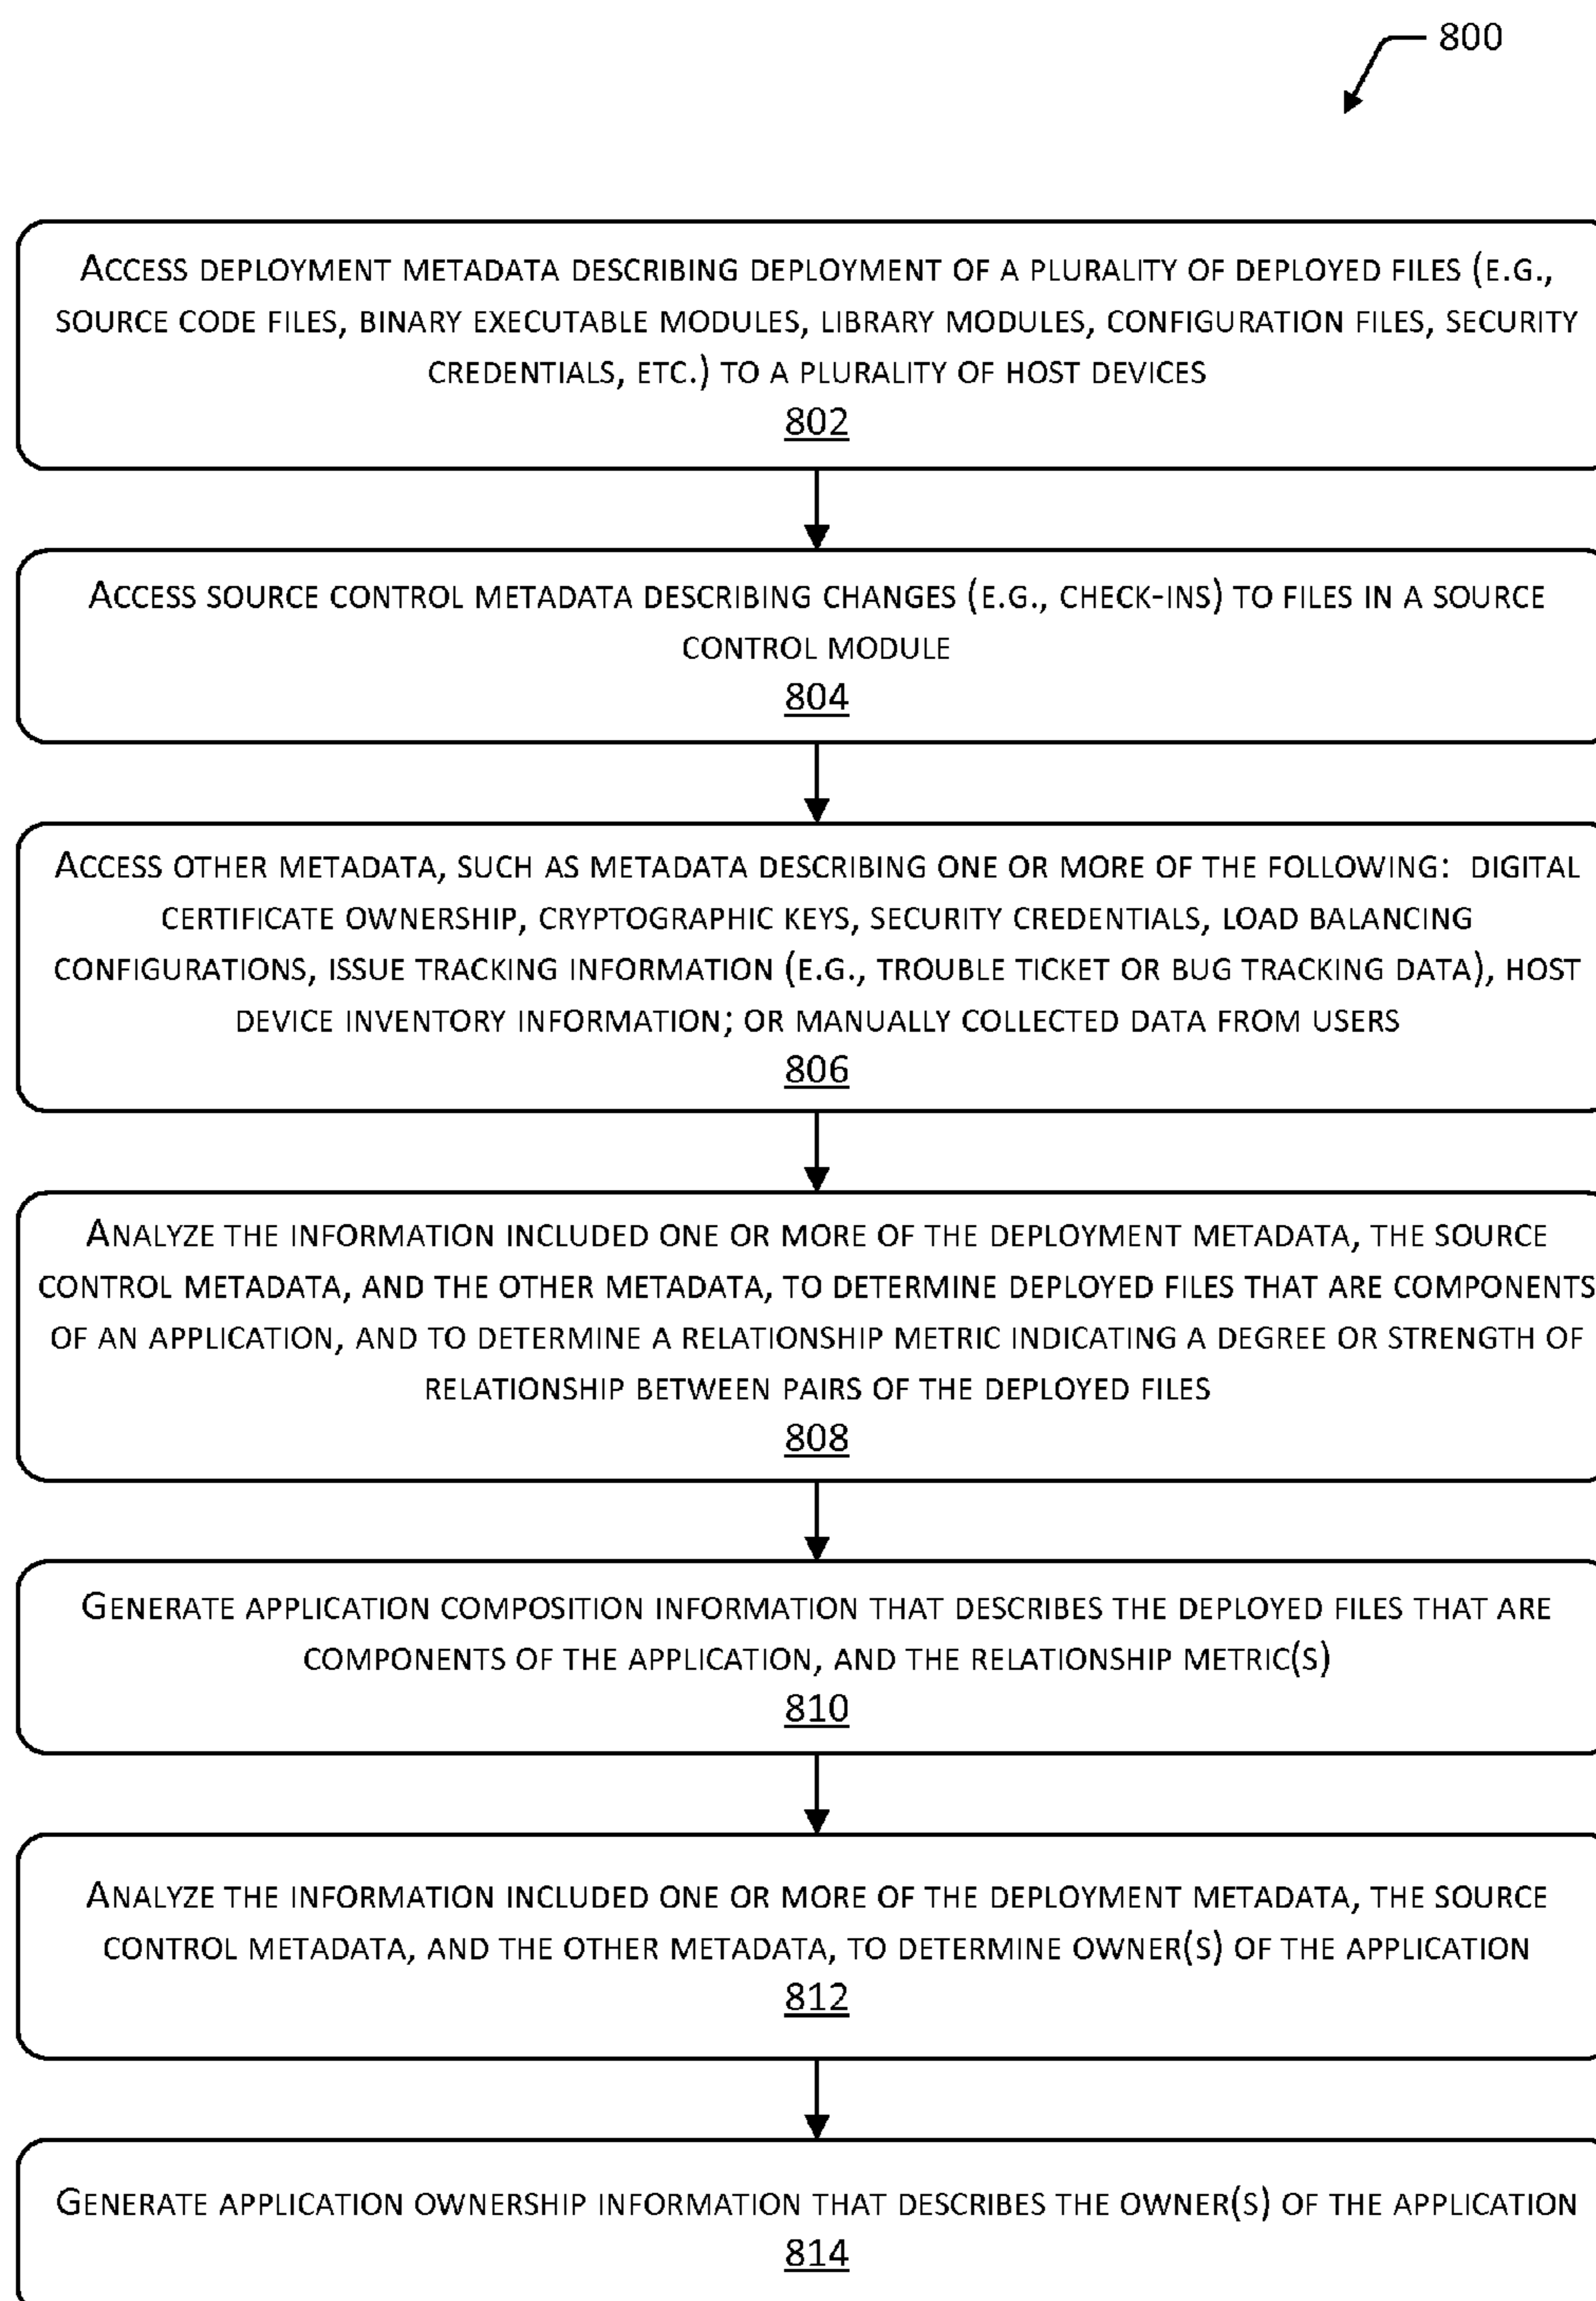 800
ACCESS DEPLOYMENT METADATA DESCRIBING DEPLOYMENT OF A PLURALITY OF DEPLOYED FILES (E.G.,
SOURCE CODE FILES, BINARY EXECUTABLE MODULES, LIBRARY MODULES, CONFIGURATION FILES, SECURITY
CREDENTIALS, ETC.) TO A PLURALITY OF HOST DEVICES
802
ACCESS SOURCE CONTROL METADATA DESCRIBING CHANGES (E.G., CHECK-INS) TO FILES IN A SOURCE
CONTROL MODULE
804
ACCESS OTHER METADATA, SUCH AS METADATA DESCRIBING ONE OR MORE OF THE FOLLOWING: DIGITAL
CERTIFICATE OWNERSHIP, CRYPTOGRAPHIC KEYS, SECURITY CREDENTIALS, LOAD BALANCING
CONFIGURATIONS, ISSUE TRACKING INFORMATION (E.G., TROUBLE TICKET OR BUG TRACKING DATA), HOST
DEVICE INVENTORY INFORMATION; OR MANUALLY COLLECTED DATA FROM USERS
806
ANALYZE THE INFORMATION INCLUDED ONE OR MORE OF THE DEPLOYMENT METADATA, THE SOURCE
CONTROL METADATA, AND THE OTHER METADATA, TO DETERMINE DEPLOYED FILES THAT ARE COMPONENTS
OF AN APPLICATION, AND TO DETERMINE A RELATIONSHIP METRIC INDICATING A DEGREE OR STRENGTH OF
RELATIONSHIP BETWEEN PAIRS OF THE DEPLOYED FILES
808
GENERATE APPLICATION COMPOSITION INFORMATION THAT DESCRIBES THE DEPLOYED FILES THAT ARE
COMPONENTS OF THE APPLICATION, AND THE RELATIONSHIP METRIC(S)
810
ANALYZE THE INFORMATION INCLUDED ONE OR MORE OF THE DEPLOYMENT METADATA, THE SOURCE
CONTROL METADATA, AND THE OTHER METADATA, TO DETERMINE OWNER(S) OF THE APPLICATION
812
GENERATE APPLICATION OWNERSHIP INFORMATION THAT DESCRIBES THE OWNER(S) OF THE APPLICATION
814